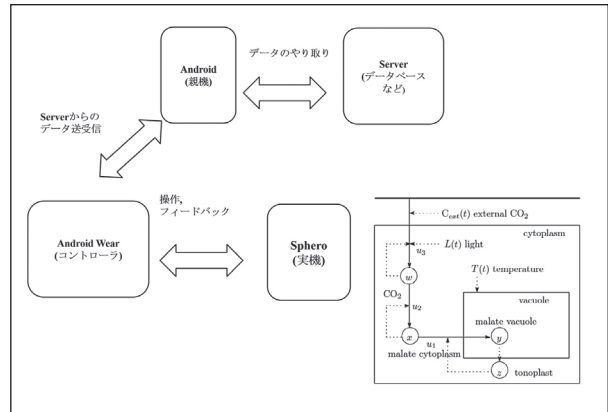 データのやり取り
Android
(親機)
Server
(データベース
など)
Serverからの
データ送受信
操作,
フィードバック
Android Wear
(コントローラ)
Sphero
(実機)
C_ext(t) external CO₂
cytoplasm
L(t) light
u₃
T(t) temperature
w
vacuole
CO₂
u₂
malate vacuole
x
u₁
y
malate cytoplasm
z
tonoplast